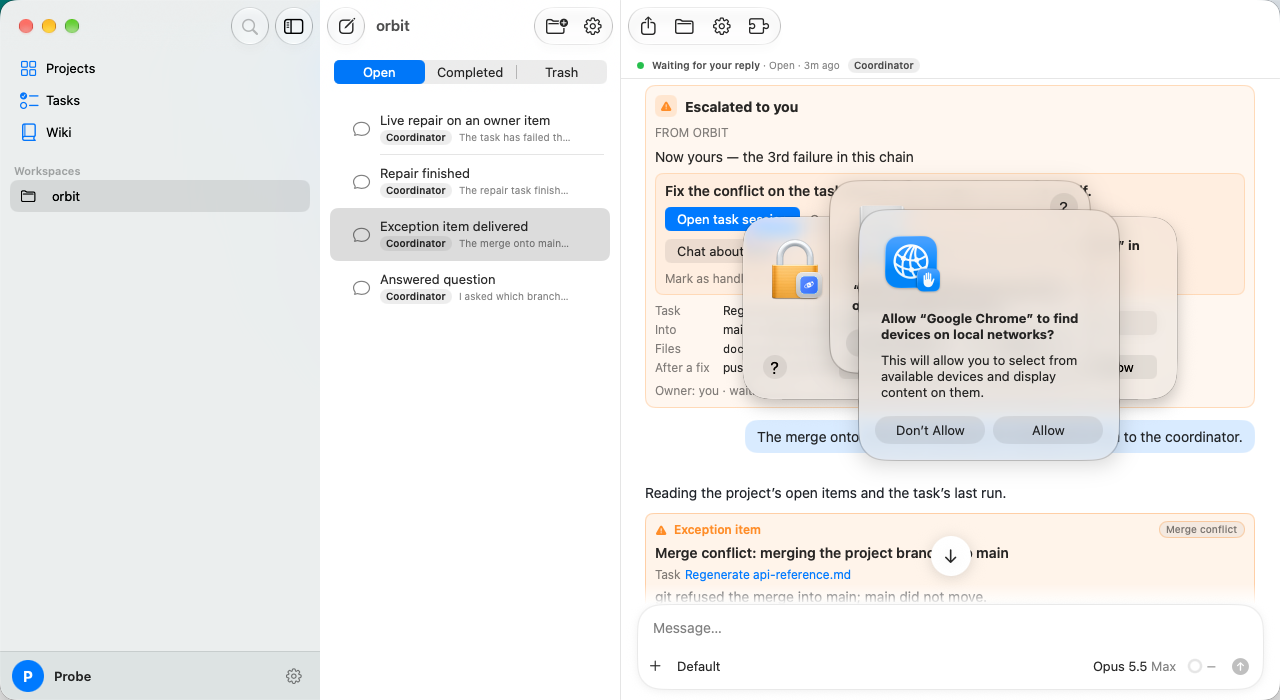 Projects
Tasks
Wiki
Workspaces
orbit
P
Probe
orbit
Open
Completed
Trash
Live repair on an owner item
Coordinator The task has failed th…
Repair finished
Coordinator The repair task finish…
Exception item delivered
Coordinator The merge onto main…
Answered question
Coordinator I asked which branch…
Waiting for your reply · Open · 3m ago Coordinator
Escalated to you
FROM ORBIT
Now yours — the 3rd failure in this chain
Fix the conflict on the
Open task
Chat about
Mark as
Task
Into
Files
After a fix
Owner: you ·
?
?
in
Allow “Google Chrome” to find
devices on local networks?
This will allow you to select from
available devices and display
content on them.
Don’t Allow
Allow
The merge onto
to the coordinator.
Reading the project’s open items and the task’s last run.
Exception item
Merge conflict
Merge conflict: merging the project main
Task Regenerate api-reference.md
git refused the merge into main; main did not move.
Message…
Default
Opus 5.5 Max